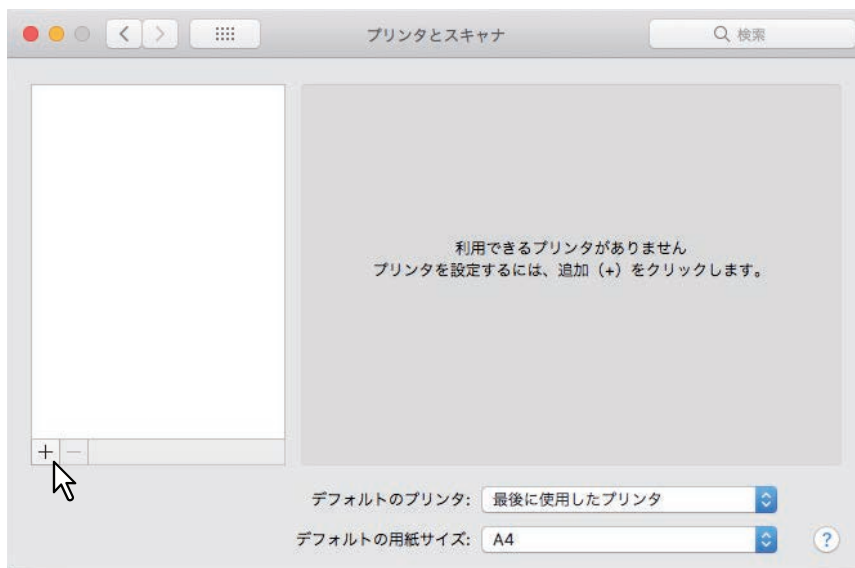 プリンタとスキャナ
検索
利用できるプリンタがありません
プリンタを設定するには、追加（+）をクリックします。
+ −
デフォルトのプリンタ: 最後に使用したプリンタ
デフォルトの用紙サイズ: A4
?